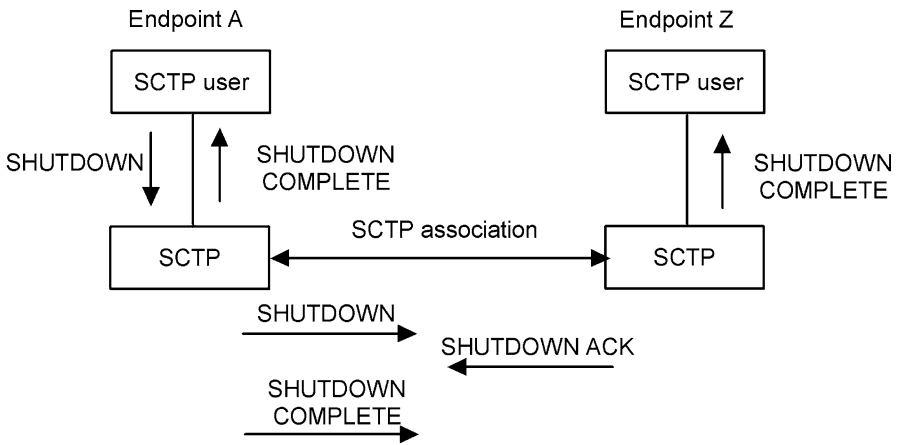 Endpoint A
Endpoint Z
SCTP user
SCTP user
SHUTDOWN
SHUTDOWN
COMPLETE
SHUTDOWN
COMPLETE
SCTP association
SCTP
SCTP
SHUTDOWN
SHUTDOWN ACK
SHUTDOWN
COMPLETE